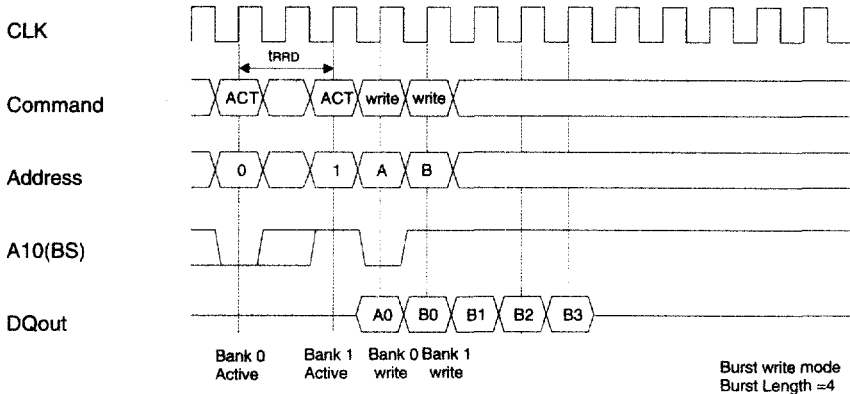 CLK
tRRD
Command ACT ACT write write
Address 0 1 A B
A10(BS)
DQout A0 B0 B1 B2 B3
Bank 0 Bank 1 Bank 0 Bank 1
Active Active write write
Burst write mode
Burst Length =4